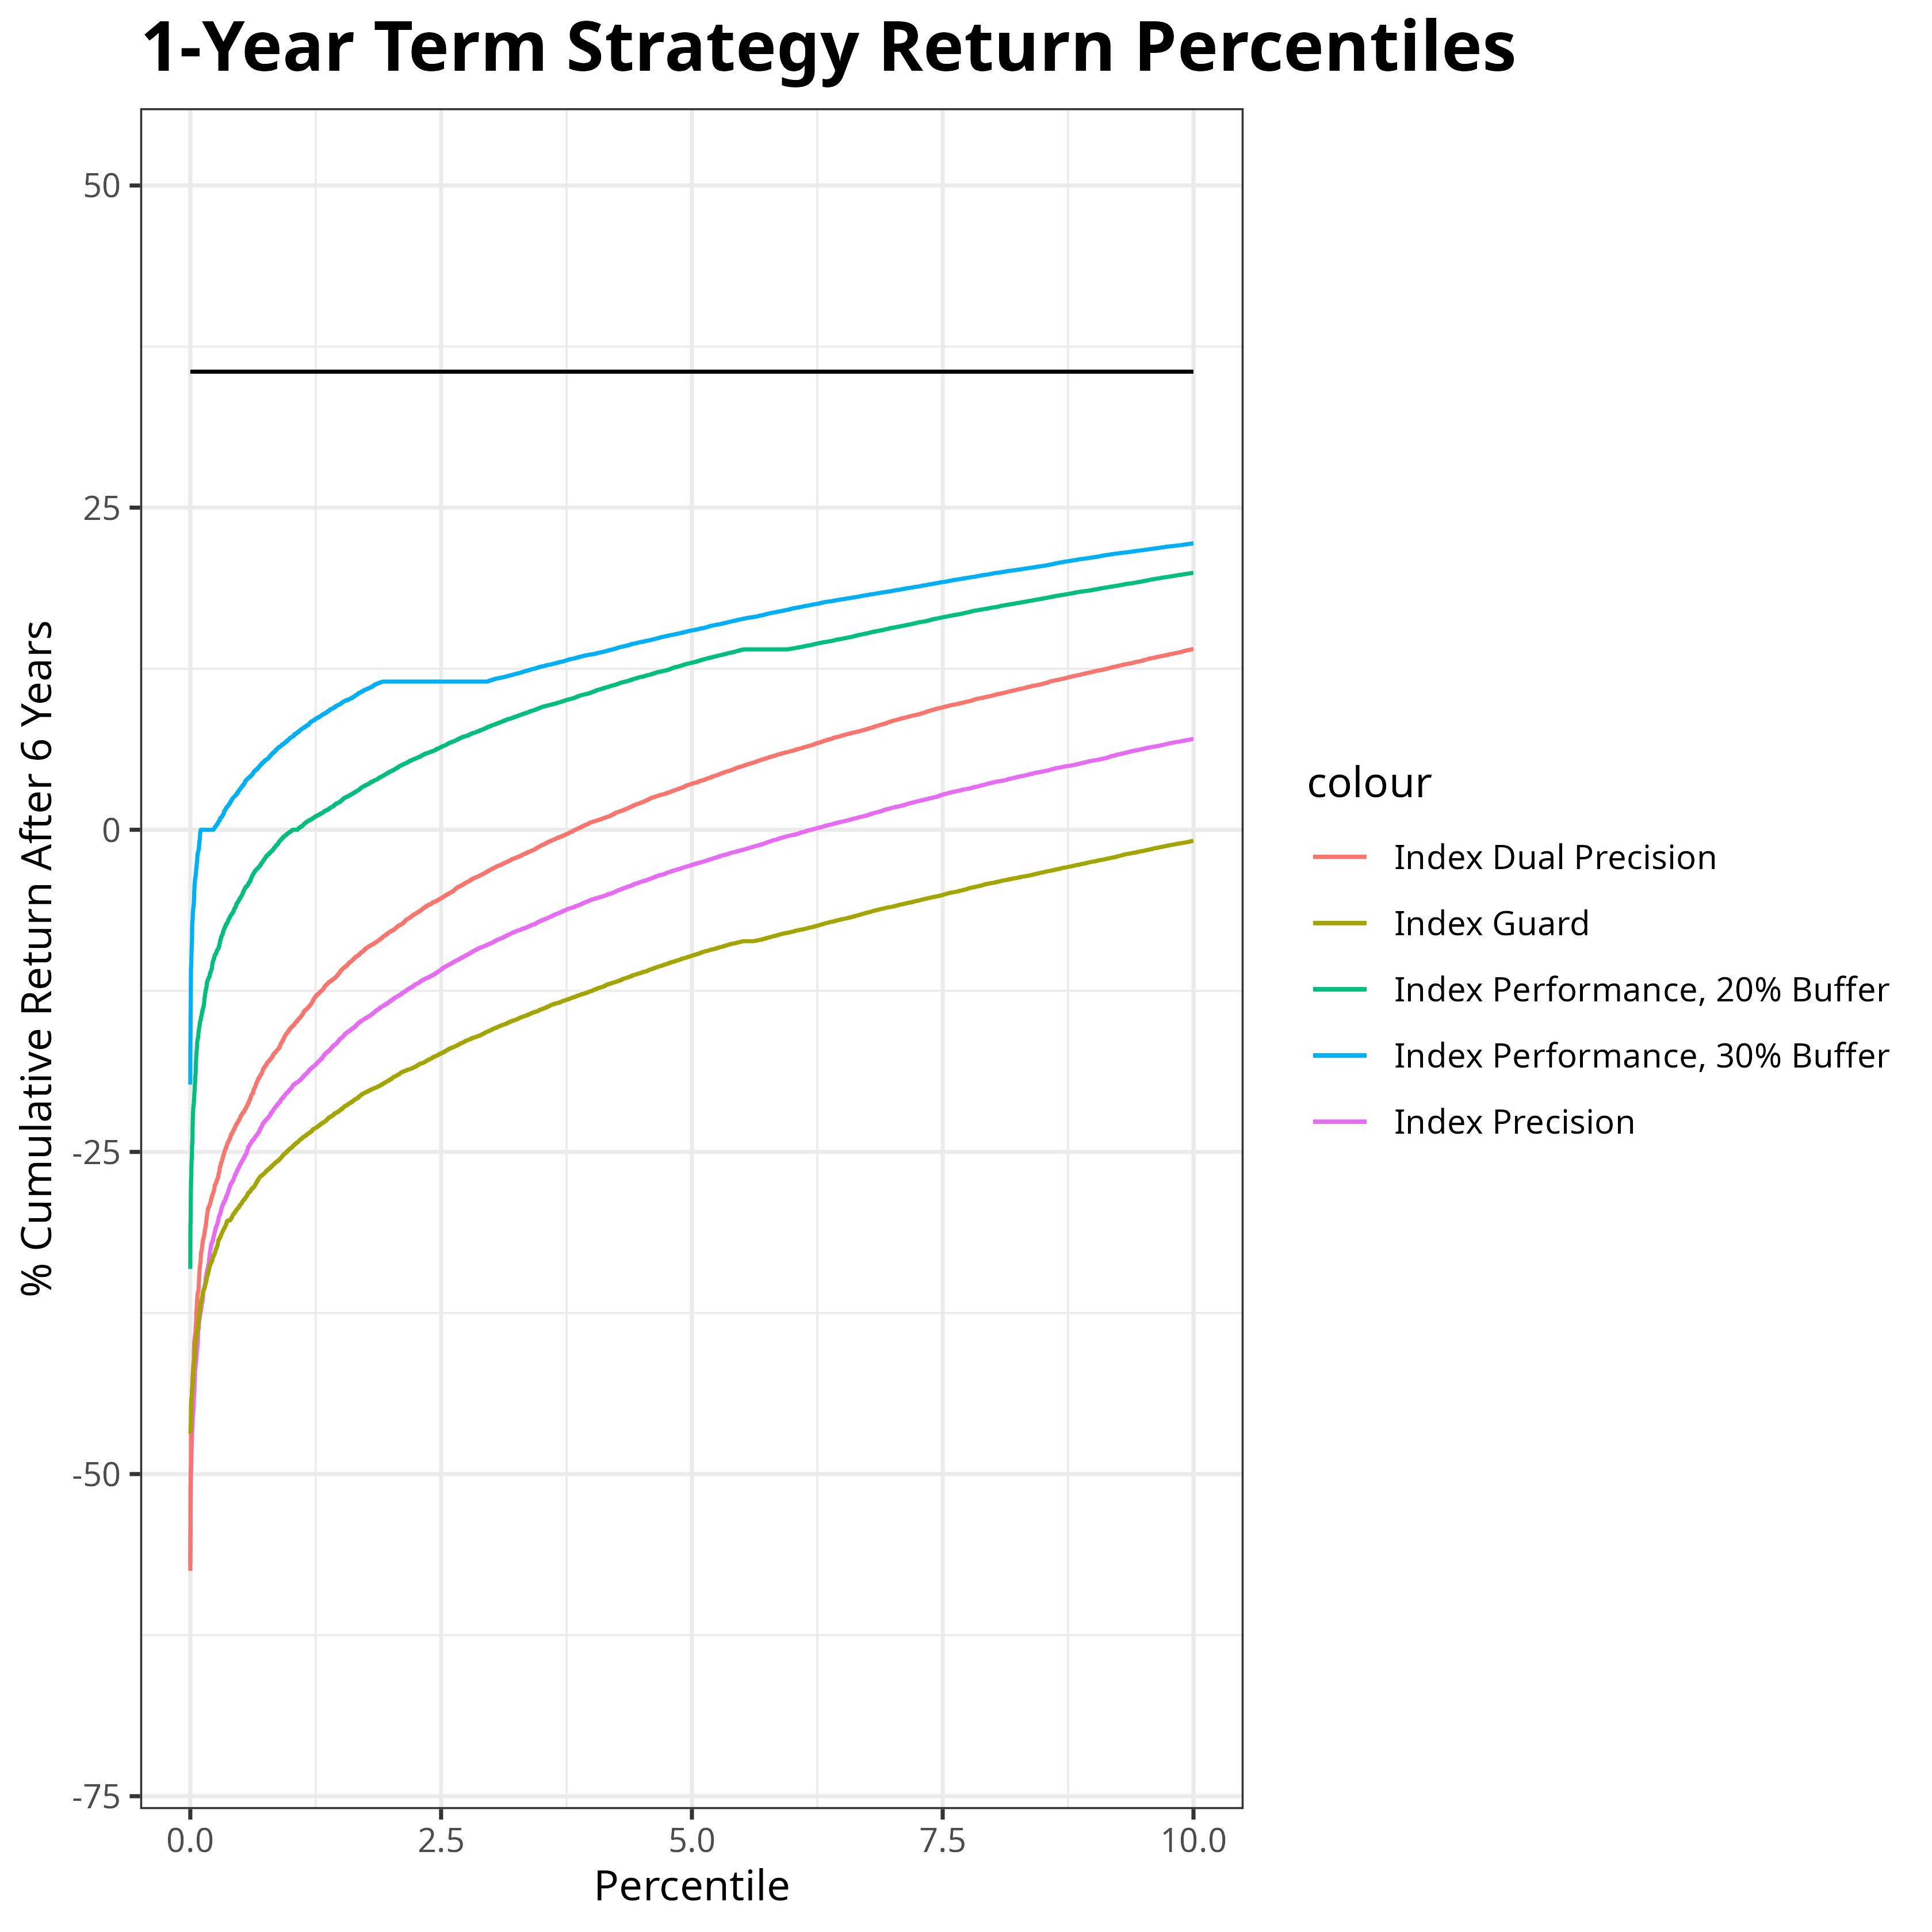 1-Year Term Strategy Return Percentiles
% Cumulative Return After 6 Years
50
25
0
-25
-50
-75
0.0 2.5 5.0 7.5 10.0
Percentile
colour
Index Dual Precision
Index Guard
Index Performance, 20% Buffer
Index Performance, 30% Buffer
Index Precision